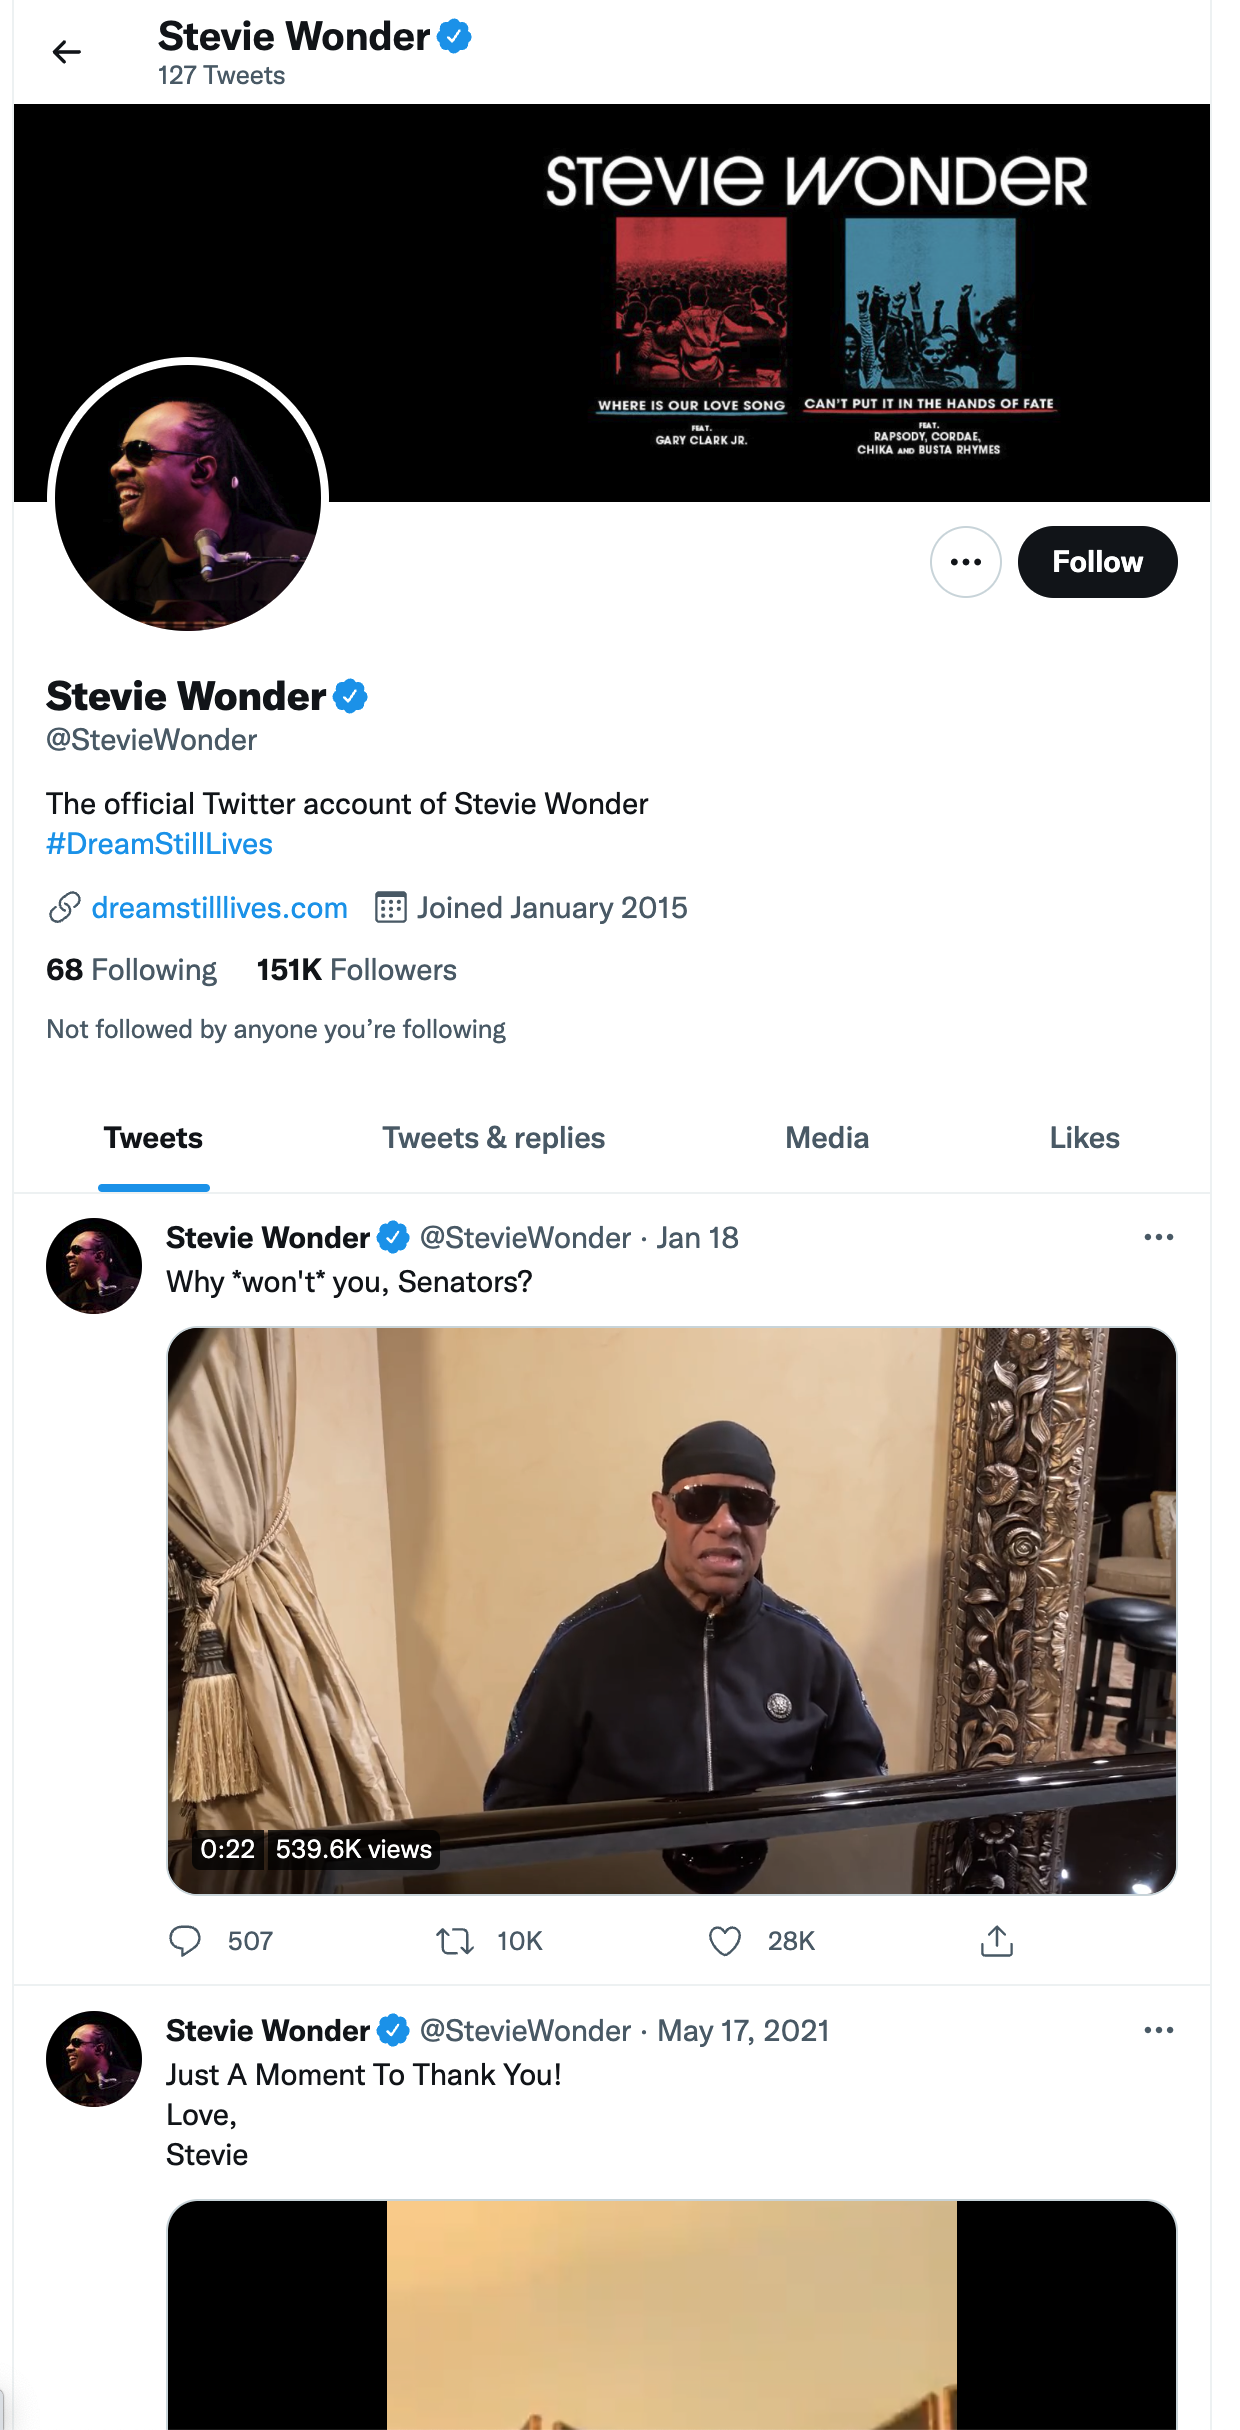 Stevie Wonder
127 Tweets
STEVIE WONDER
WHERE IS OUR LOVE SONG
FEAT.
GARY CLARK JR.
CAN'T PUT IT IN THE HANDS OF FATE
FEAT.
RAPSODY, CORDAE,
CHIKA AND BUSTA RHYMES
Follow
Stevie Wonder
@StevieWonder
The official Twitter account of Stevie Wonder
#DreamStillLives
dreamstilllives.com Joined January 2015
68 Following 151K Followers
Not followed by anyone you’re following
Tweets Tweets & replies Media Likes
Stevie Wonder @StevieWonder · Jan 18
Why *won't* you, Senators?
0:22 539.6K views
507 10K 28K
Stevie Wonder @StevieWonder · May 17, 2021
Just A Moment To Thank You!
Love,
Stevie